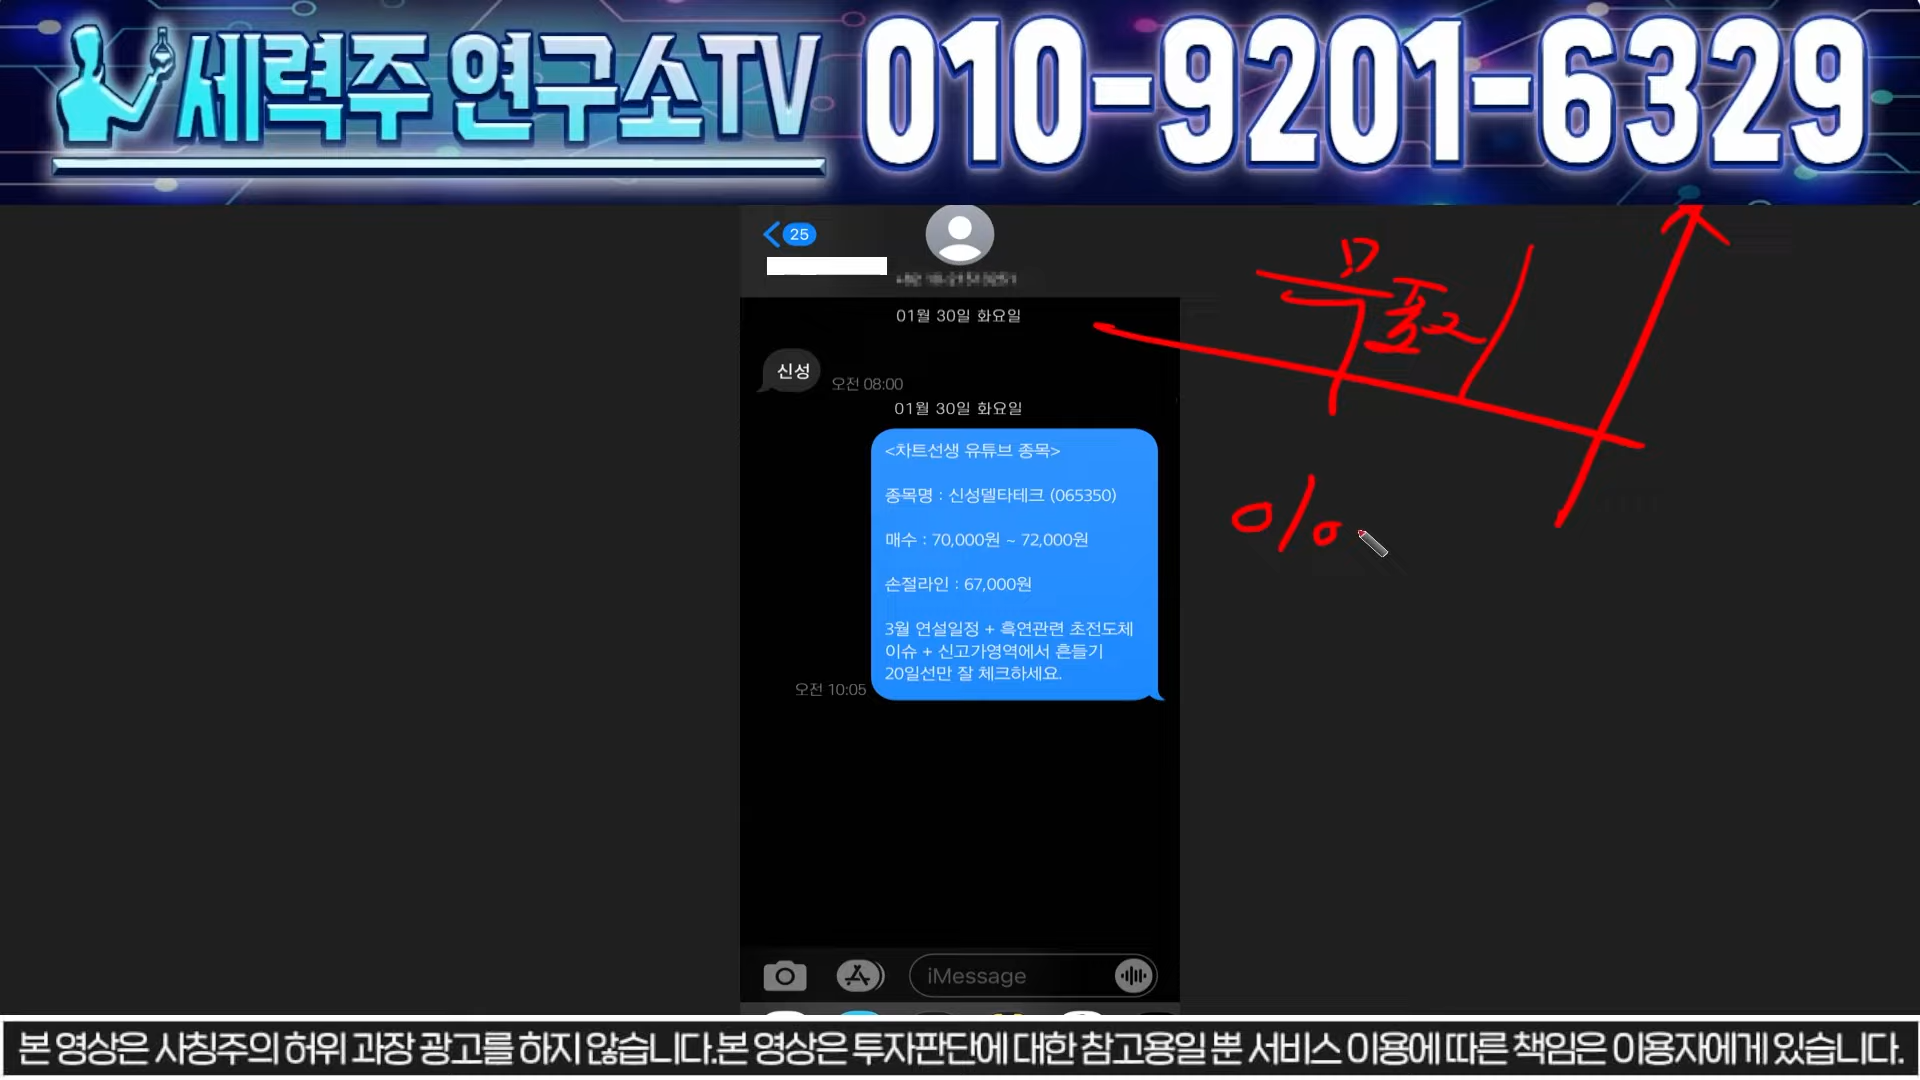 세력주 연구소TV 010-9201-6329
25
01월 30일 화요일
신성
오전 08:00
01월 30일 화요일
<차트선생 유튜브 종목>
종목명 : 신성델타테크 (065350)
매수 : 70,000원 ~ 72,000원
손절라인 : 67,000원
3월 연설일정 + 흑연관련 초전도체
이슈 + 신고가영역에서 흔들기
20일선만 잘 체크하세요.
오전 10:05
iMessage
본 영상은 사칭주의 허위 과장 광고를 하지 않습니다.본 영상은 투자판단에 대한 참고용일 뿐 서비스 이용에 따른 책임은 이용자에게 있습니다.